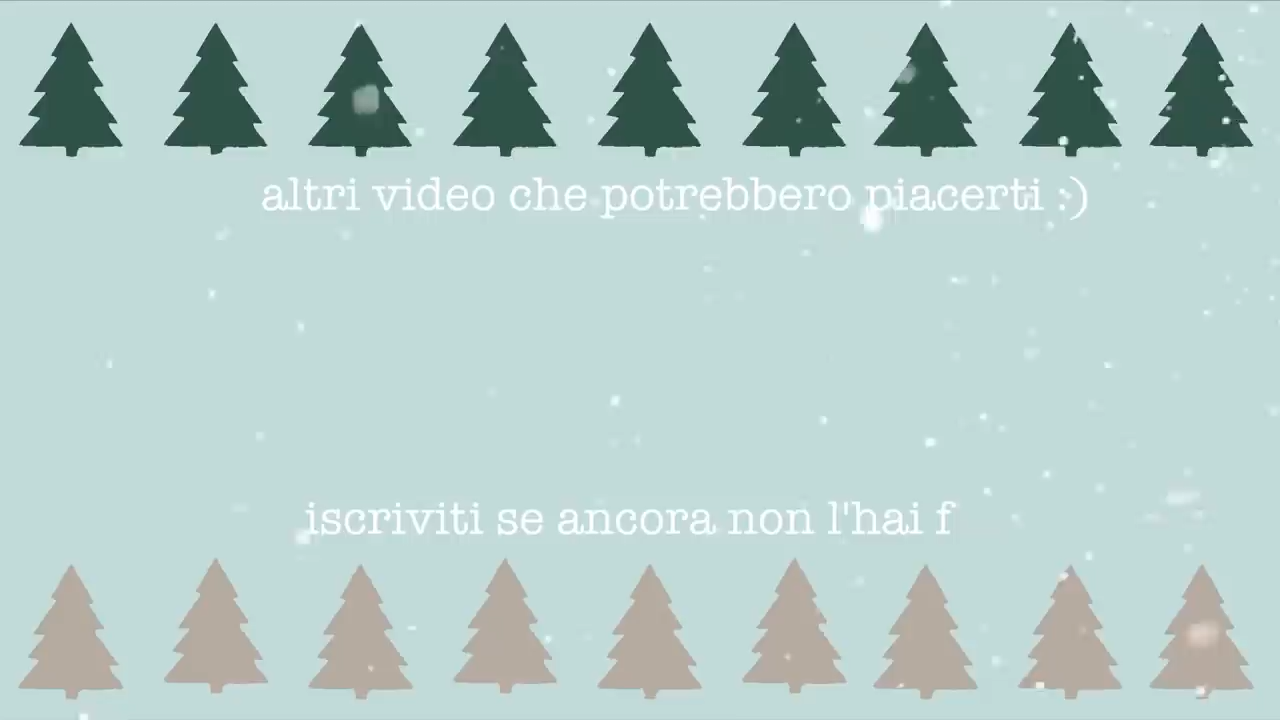 altri video che potrebbero piacerti :)
iscriviti se ancora non l'hai f